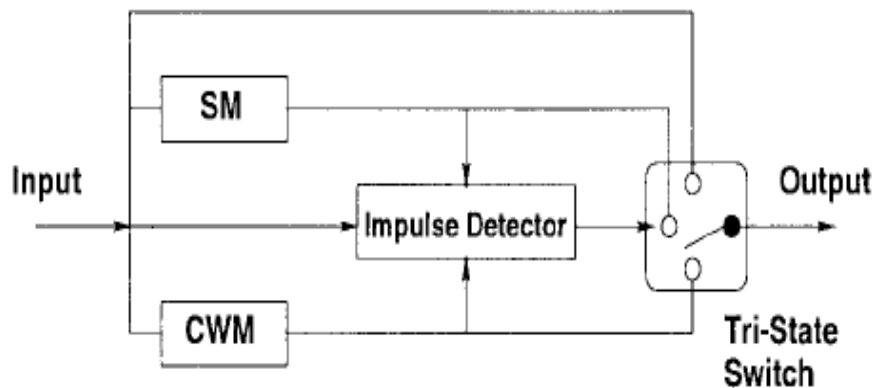 SM
Input
Impulse Detector
Output
CWM
Tri-State
Switch